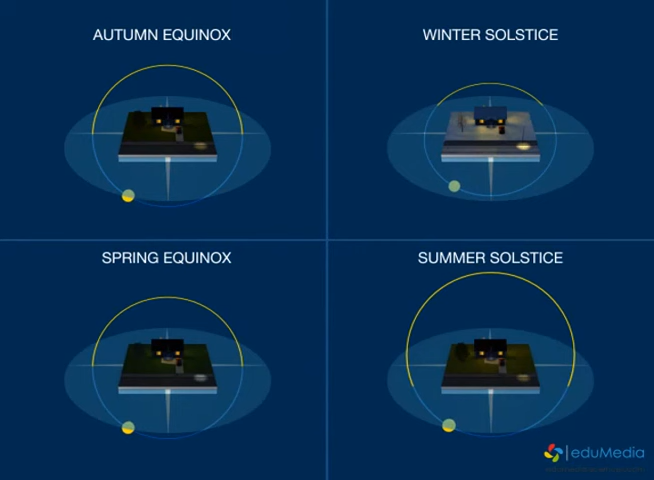 AUTUMN EQUINOX
WINTER SOLSTICE
SPRING EQUINOX
SUMMER SOLSTICE
eduMedia